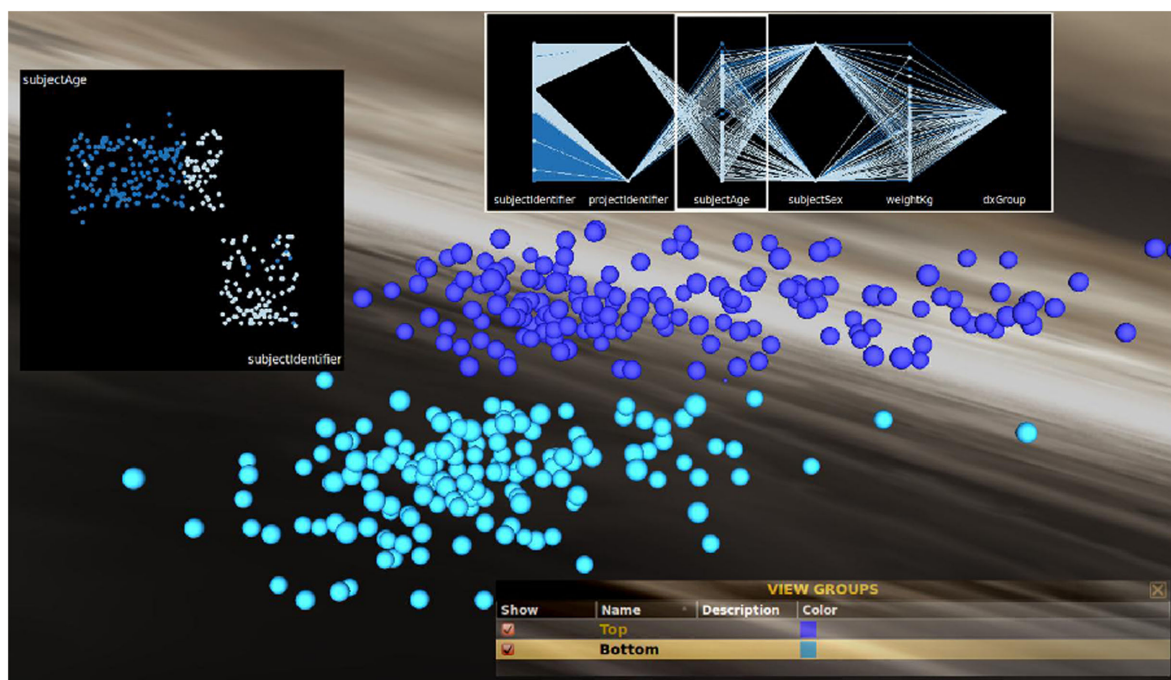 subjectAge
subjectIdentifier
subjectIdentifier projectIdentifier subjectAge subjectSex weightKg dxGroup
VIEW GROUPS
Show Name Description Color
Top
Bottom